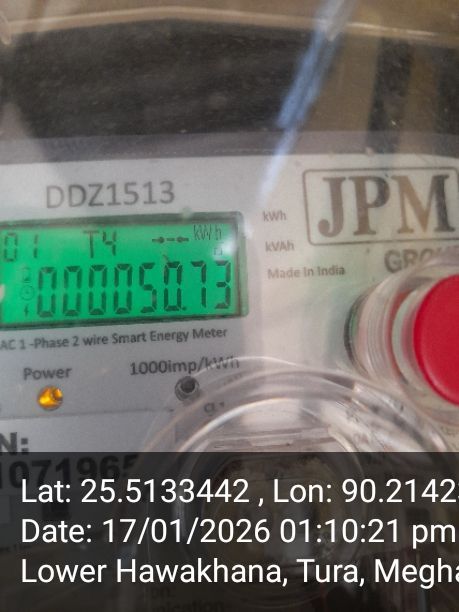 DDZ1513
kWh
JPM
kVAh
Made In India
01 T4 kWh
000050.73
AC 1 -Phase 2 wire Smart Energy Meter
Power
1000imp/kWh
N:
Lat: 25.5133442 , Lon: 90.2142
Date: 17/01/2026 01:10:21 pm
Lower Hawakhana, Tura, Megha